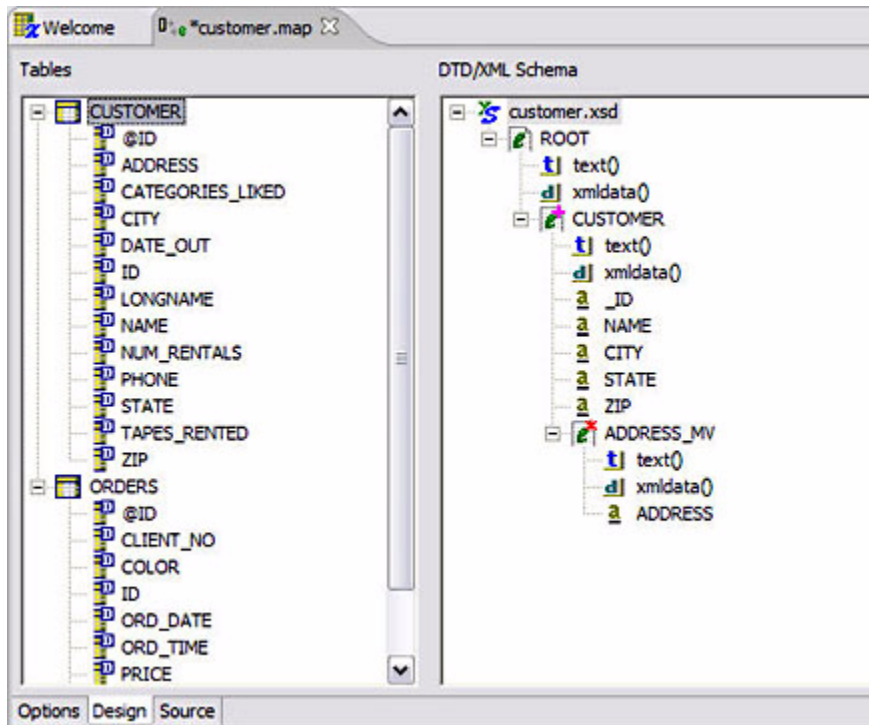 Welcome
*customer.map
Tables
DTD/XML Schema
CUSTOMER
@ID
ADDRESS
CATEGORIES_LIKED
CITY
DATE_OUT
ID
LONGNAME
NAME
NUM_RENTALS
PHONE
STATE
TAPES_RENTED
ZIP
ORDERS
@ID
CLIENT_NO
COLOR
ID
ORD_DATE
ORD_TIME
PRICE
customer.xsd
ROOT
text()
xmldata()
CUSTOMER
text()
xmldata()
_ID
NAME
CITY
STATE
ZIP
ADDRESS_MV
text()
xmldata()
ADDRESS
Options Design Source